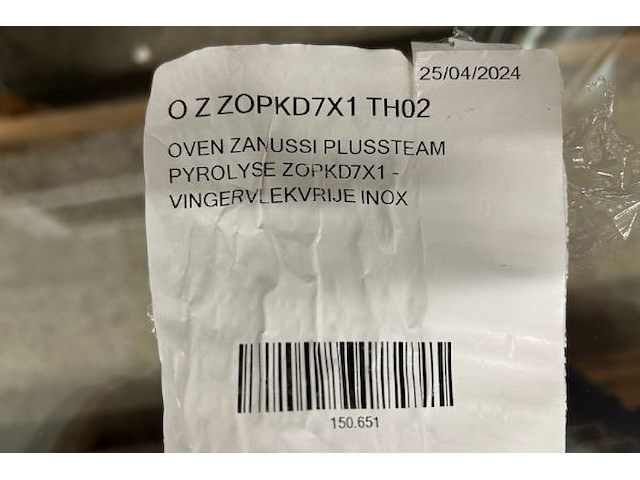 25/04/2024
O Z ZOPKD7X1 TH02
OVEN ZANUSSI PLUSSTEAM
PYROLYSE ZOPKD7X1 -
VINGERVLEKVRIJE INOX
150.651